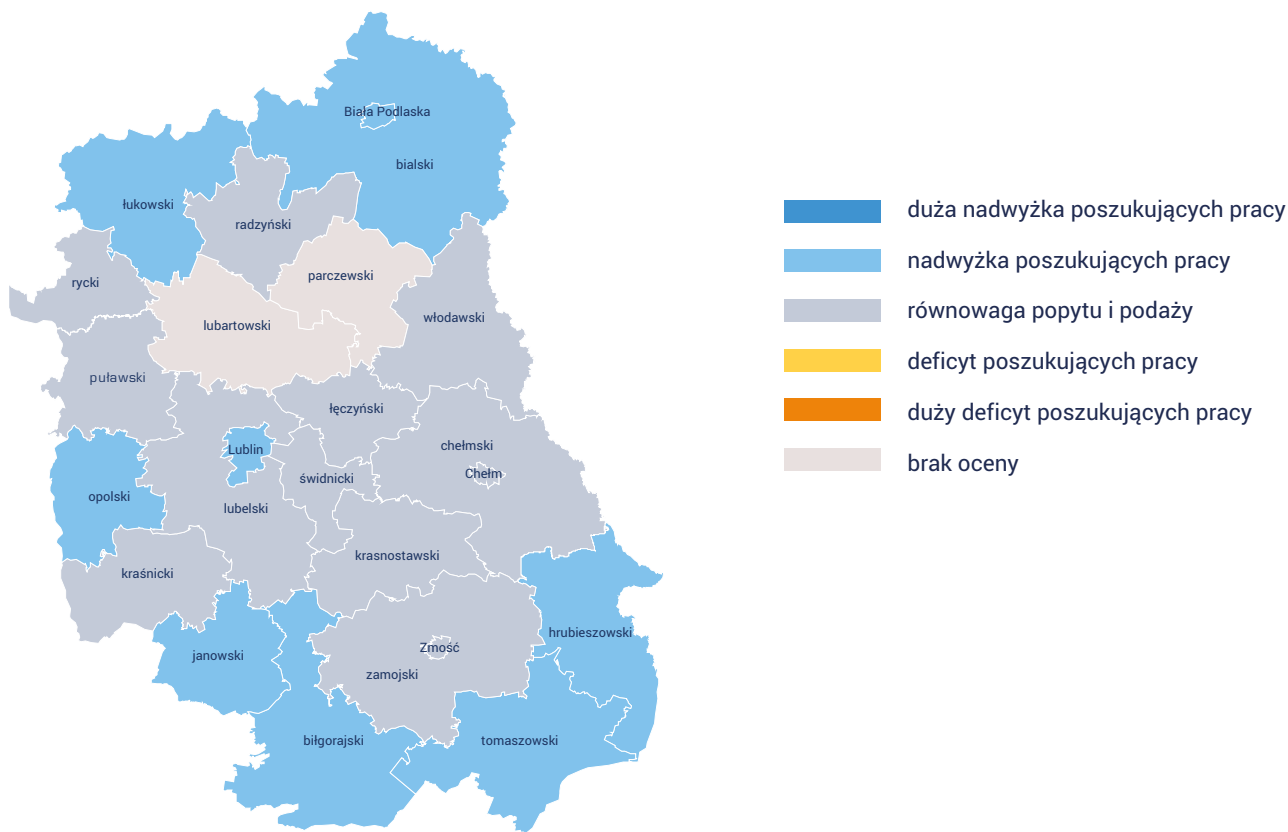 Biała Podlaska
bialski
łukowski
radzyński
parczewski
rycki
lubartowski
włodawski
puławski
łęczyński
chełmski
Lublin
Chełm
świdnicki
opolski
lubelski
krasnostawski
kraśnicki
hrubieszowski
Zmość
janowski
zamojski
biłgorajski
tomaszowski
duża nadwyżka poszukujących pracy
nadwyżka poszukujących pracy
równowaga popytu i podaży
deficyt poszukujących pracy
duży deficyt poszukujących pracy
brak oceny